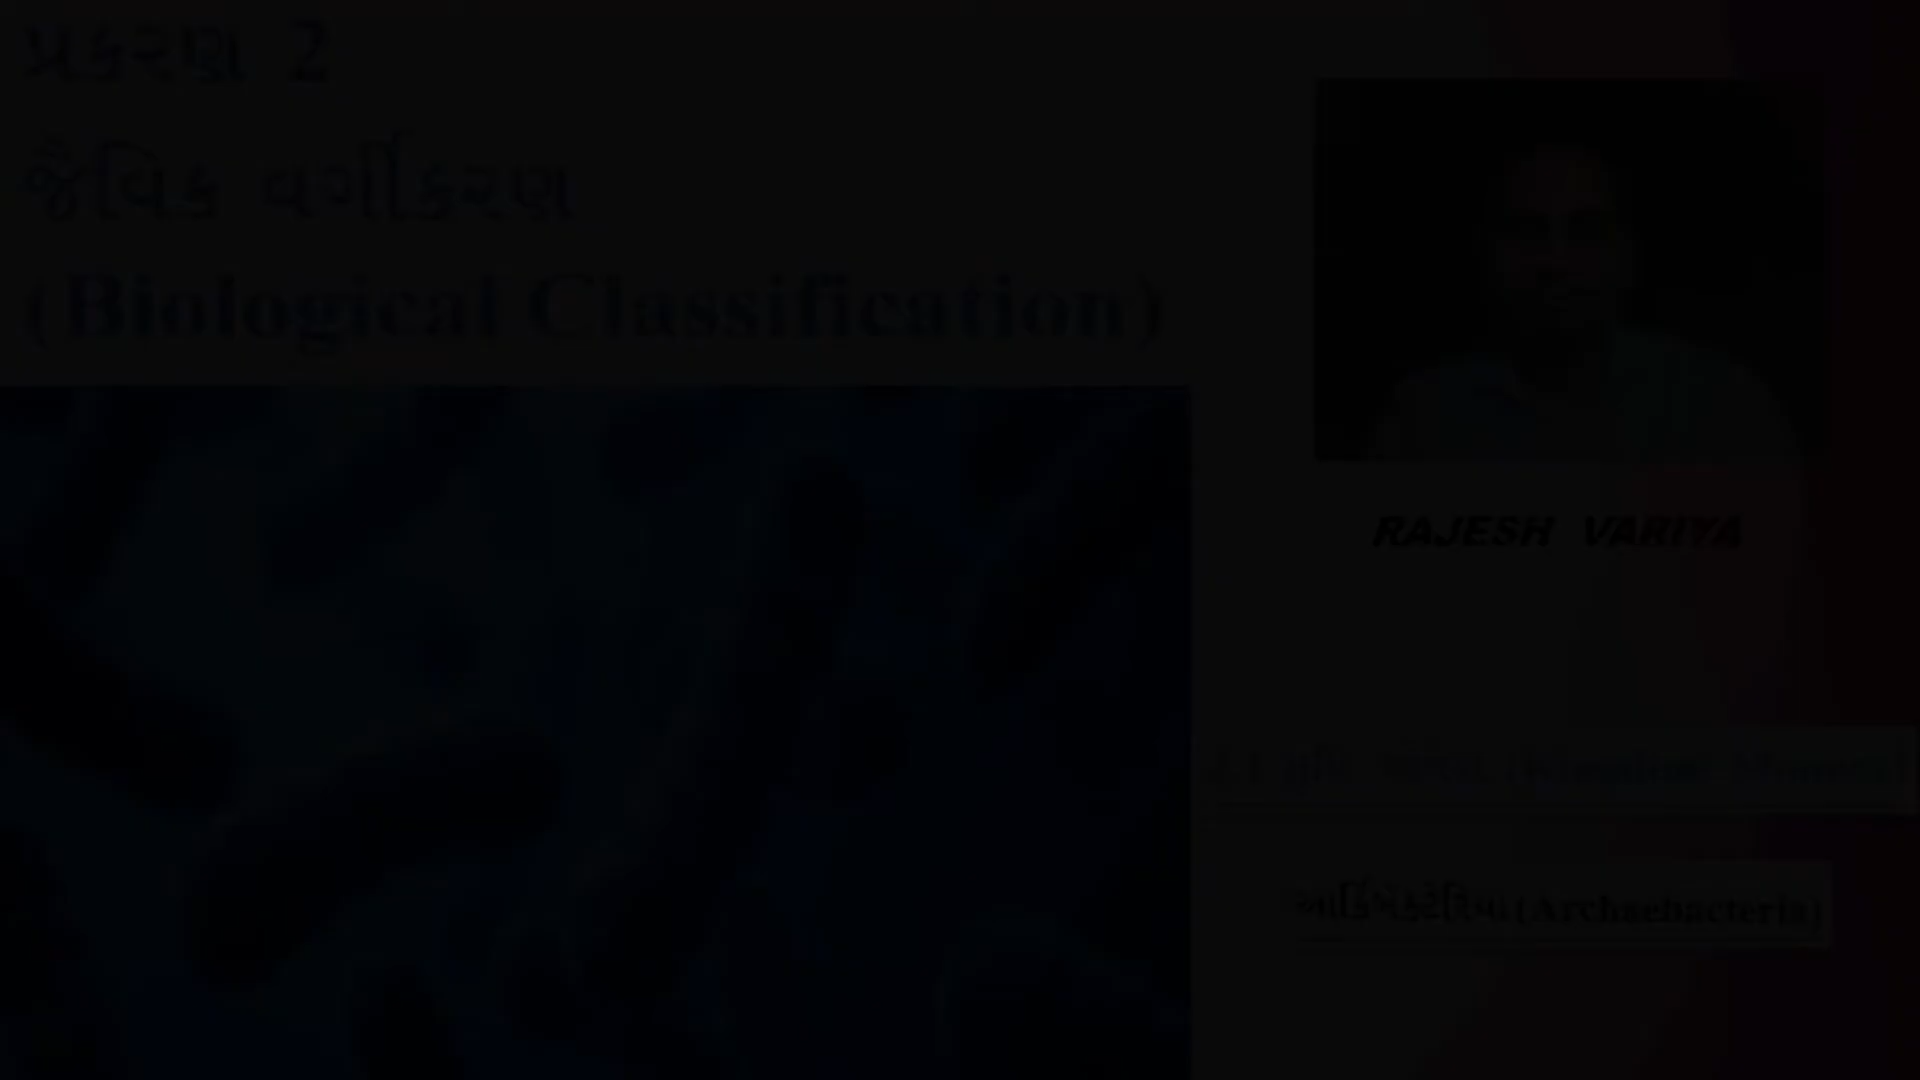 પ્રકરણ 2
જૈવિક વર્ગીકરણ
(Biological Classification)
RAJESH VARIYA
આર્કિબેક્ટેરિયા (Archaebacteria)